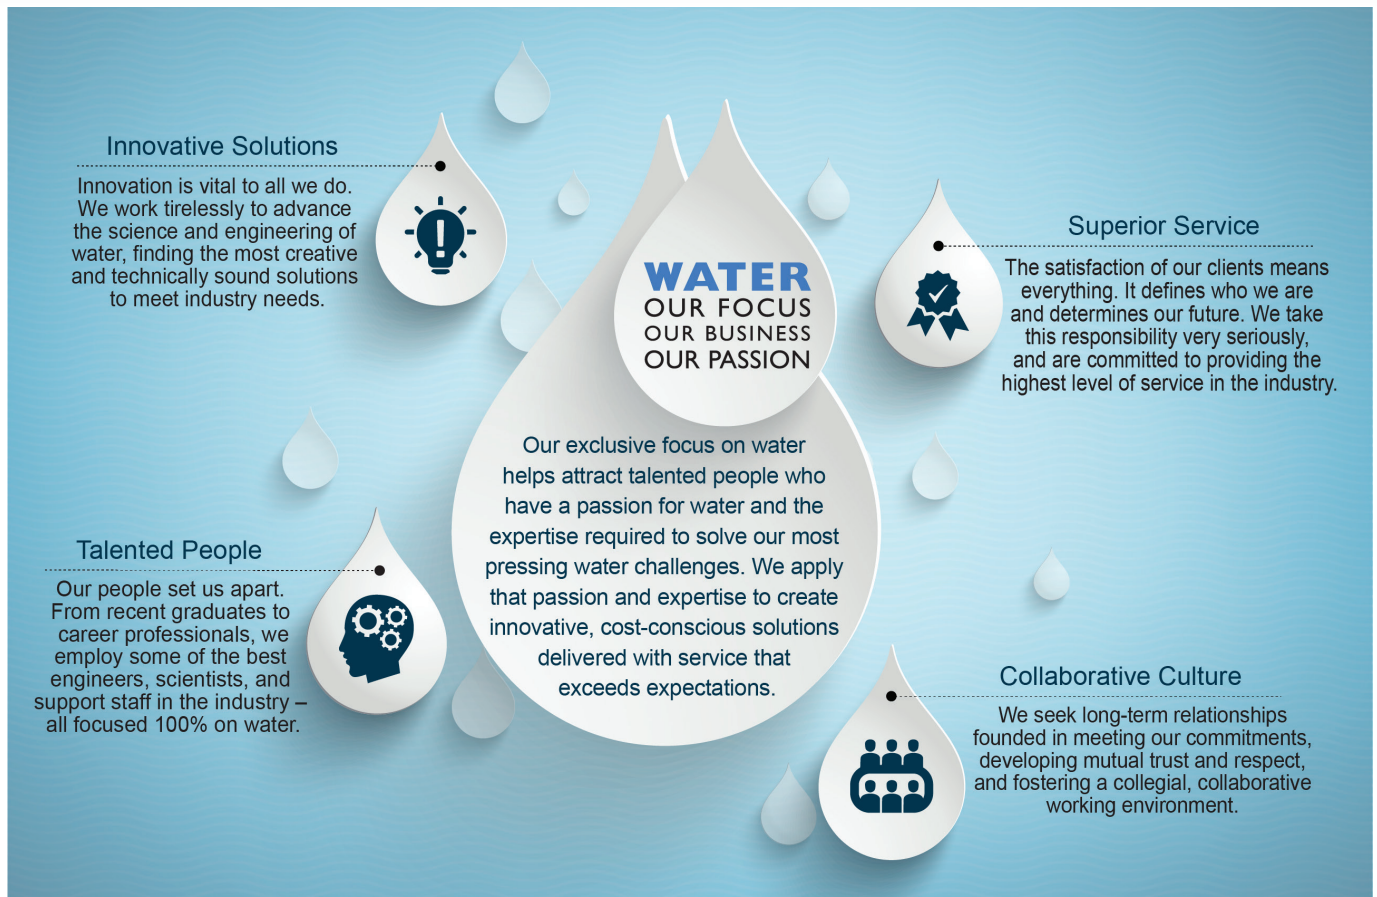 Innovative Solutions
Innovation is vital to all we do.
We work tirelessly to advance
the science and engineering of
water, finding the most creative
and technically sound solutions
to meet industry needs.
WATER
OUR FOCUS
OUR BUSINESS
OUR PASSION
Superior Service
The satisfaction of our clients means
everything. It defines who we are
and determines our future. We take
this responsibility very seriously,
and are committed to providing the
highest level of service in the industry.
Our exclusive focus on water
helps attract talented people who
have a passion for water and the
expertise required to solve our most
pressing water challenges. We apply
that passion and expertise to create
innovative, cost-conscious solutions
delivered with service that
exceeds expectations.
Talented People
Our people set us apart.
From recent graduates to
career professionals, we
employ some of the best
engineers, scientists, and
support staff in the industry –
all focused 100% on water.
Collaborative Culture
We seek long-term relationships
founded in meeting our commitments,
developing mutual trust and respect,
and fostering a collegial, collaborative
working environment.